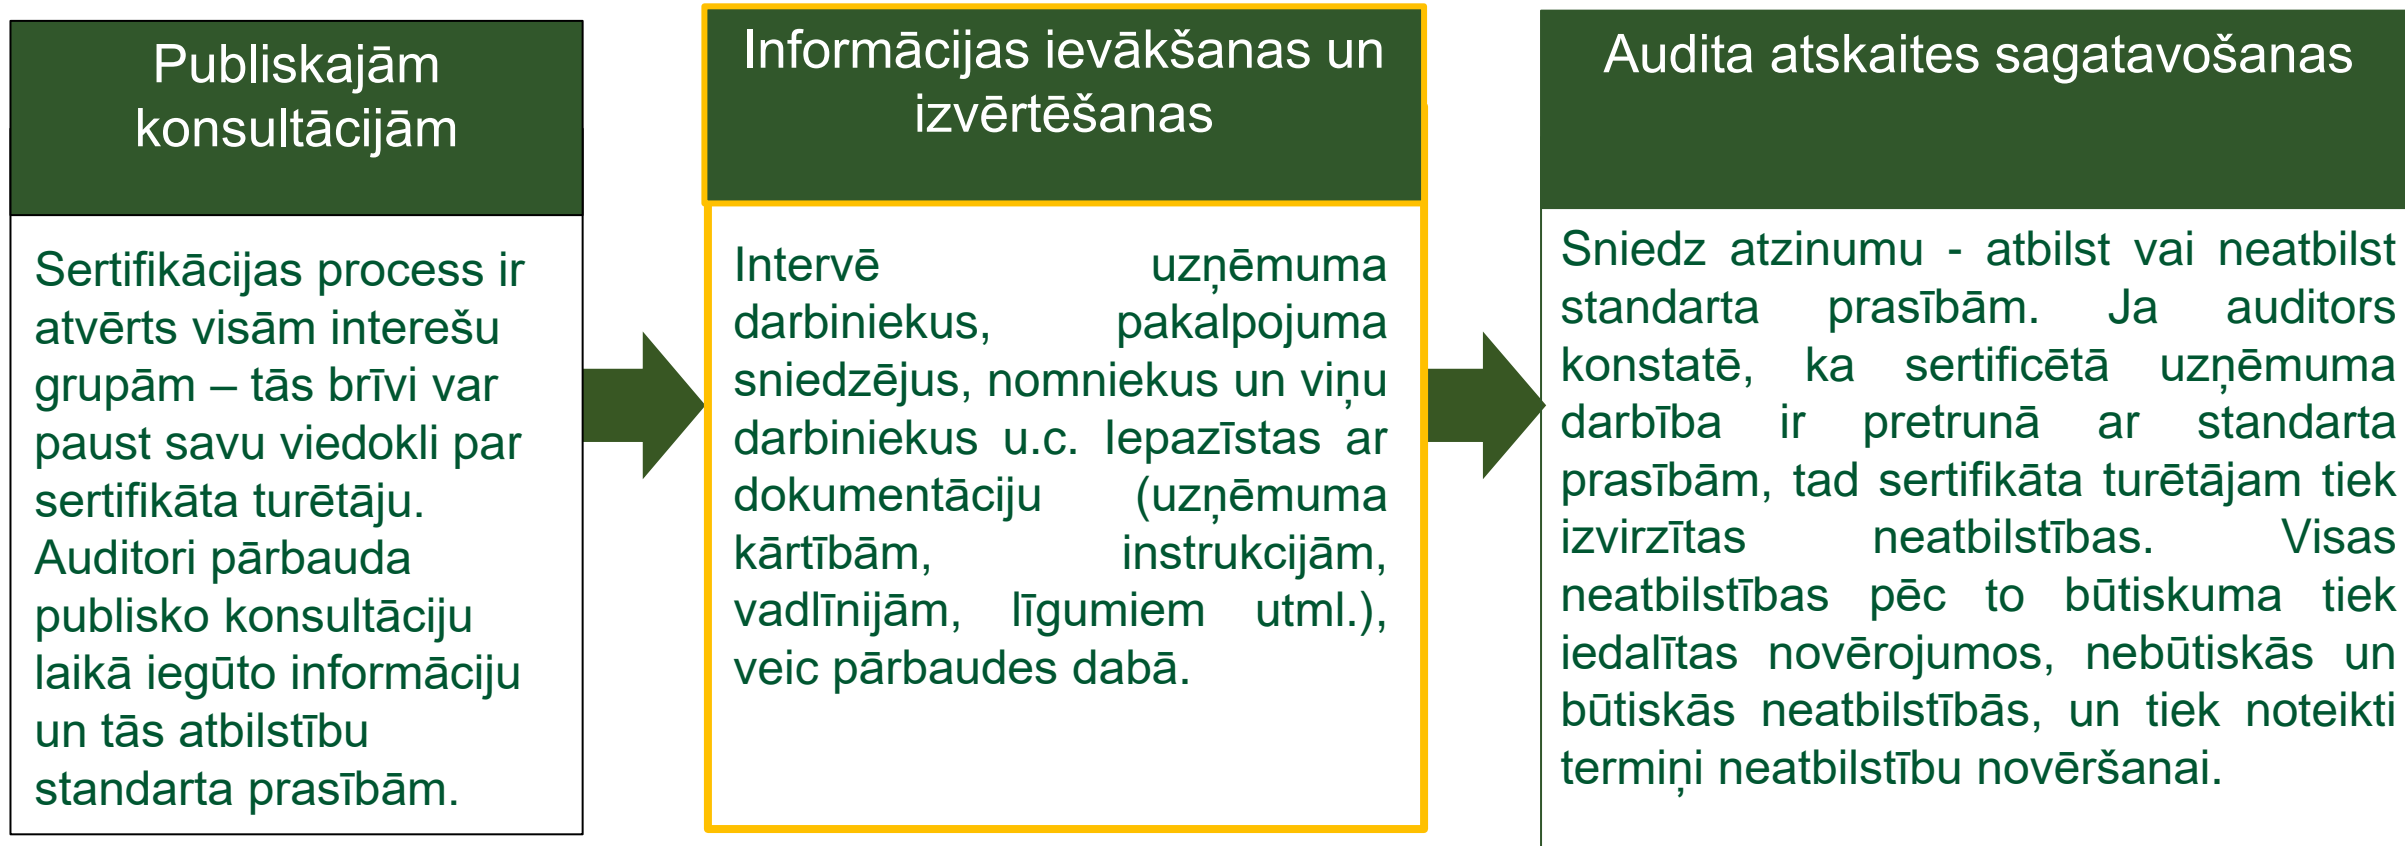 Publiskajām
konsultācijām
Sertifikācijas process ir
atvērts visām interešu
grupām – tās brīvi var
paust savu viedokli par
sertifikāta turētāju.
Auditori pārbauda
publisko konsultāciju
laikā iegūto informāciju
un tās atbilstību
standarta prasībām.
Informācijas ievākšanas un
izvērtēšanas
Intervē uzņēmuma
darbiniekus, pakalpojuma
sniedzējus, nomniekus un viņu
darbiniekus u.c. Iepazīstas ar
dokumentāciju (uzņēmuma
kārtībām, instrukcijām,
vadlīnijām, līgumiem utml.),
veic pārbaudes dabā.
Audita atskaites sagatavošanas
Sniedz atzinumu - atbilst vai neatbilst
standarta prasībām. Ja auditors
konstatē, ka sertificētā uzņēmuma
darbība ir pretrunā ar standarta
prasībām, tad sertifikāta turētājam tiek
izvirzītas neatbilstības. Visas
neatbilstības pēc to būtiskuma tiek
iedalītas novērojumos, nebūtiskās un
būtiskās neatbilstībās, un tiek noteikti
termiņi neatbilstību novēršanai.